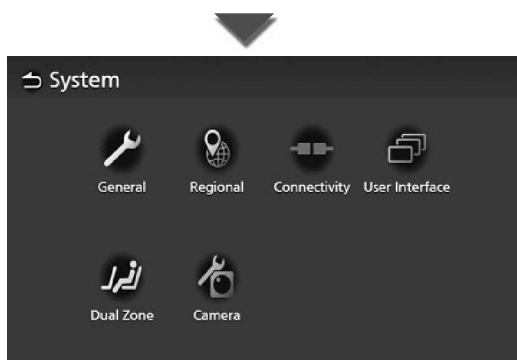 System
General Regional Connectivity User Interface
Dual Zone Camera